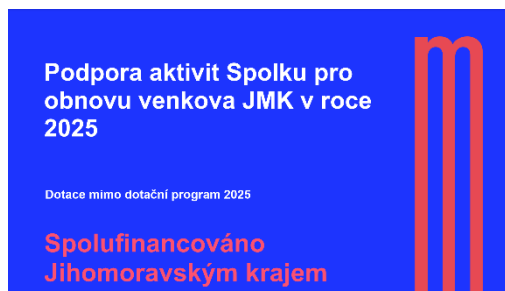 Podpora aktivit Spolku pro
obnovu venkova JMK v roce
2025
Dotace mimo dotační program 2025
Spolufinancováno
Jihomoravským krajem